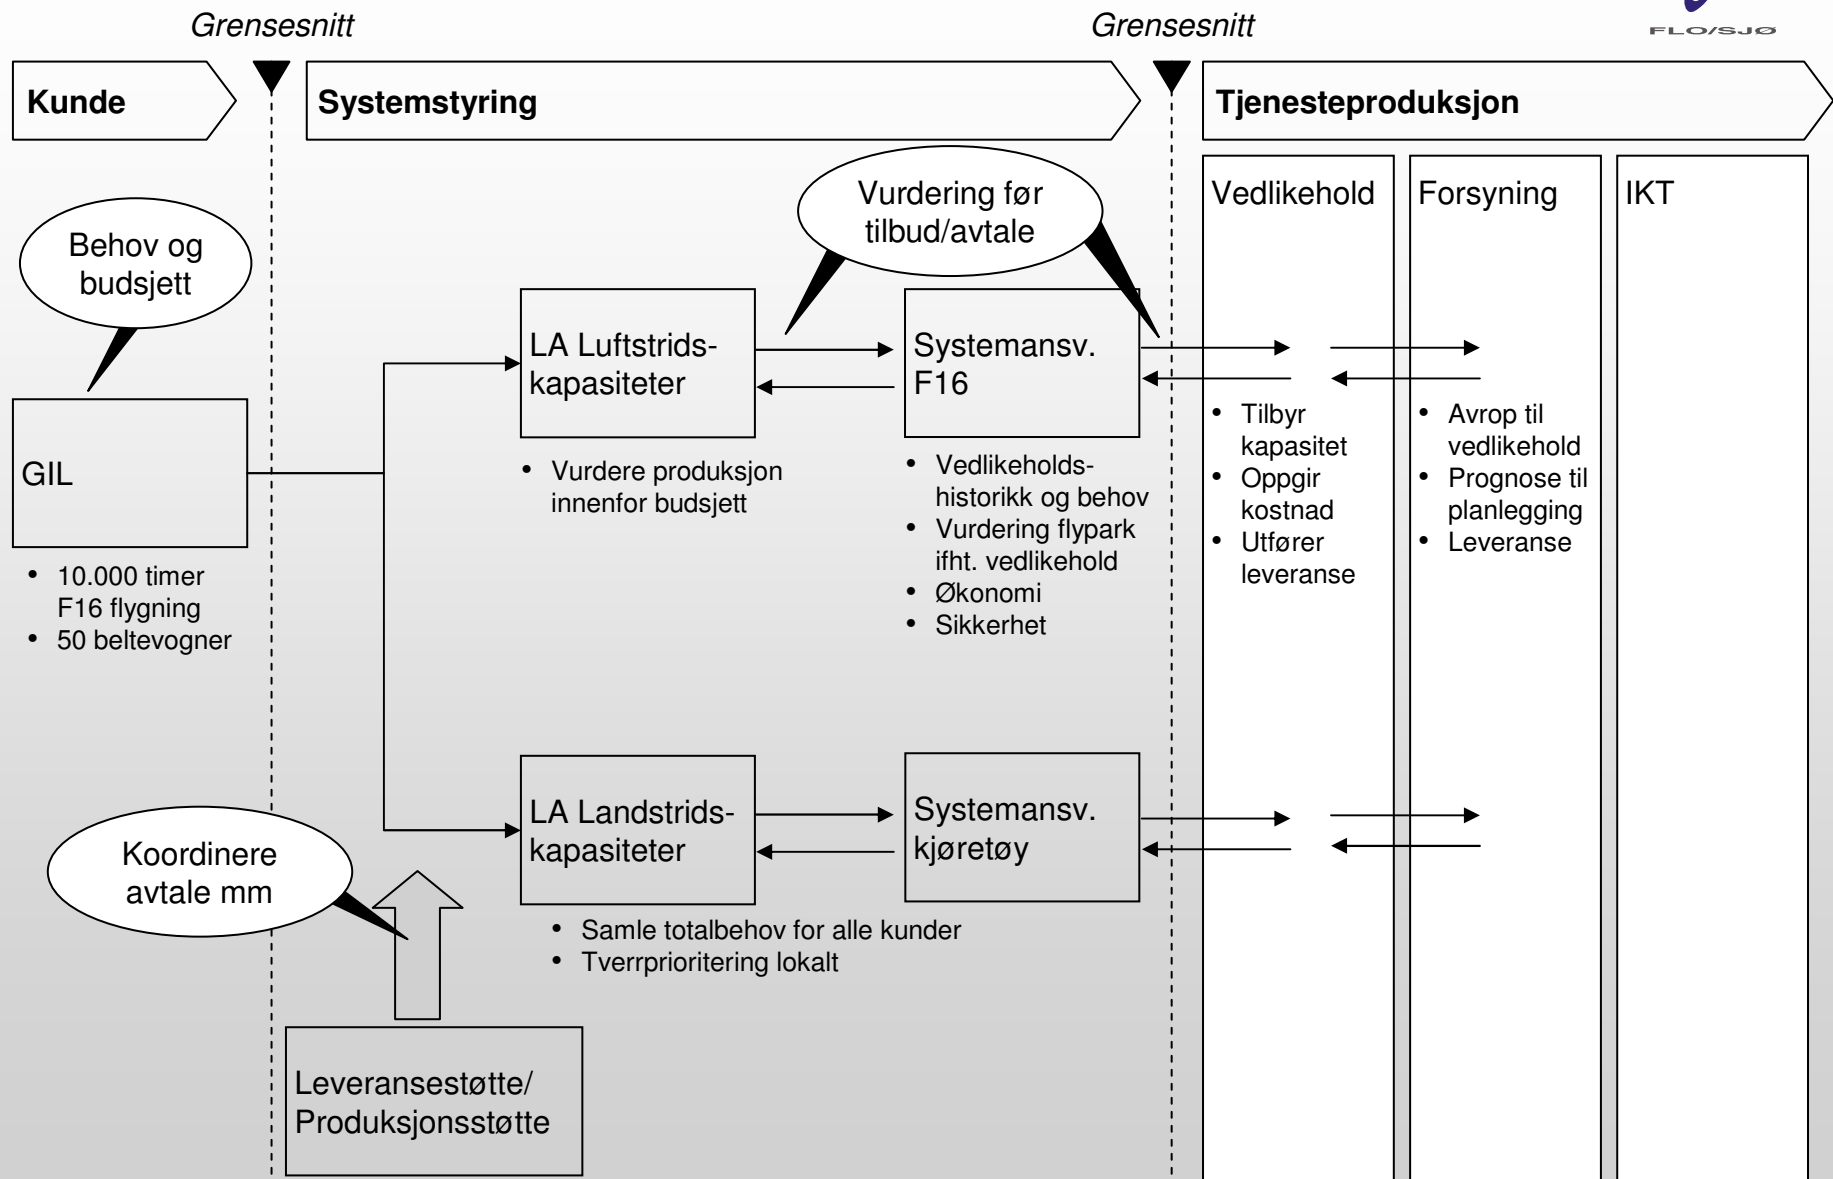 Grensesnitt
Grensesnitt
FLO/SJØ
Kunde
Systemstyring
Tjenesteproduksjon
Behov og
budsjett
Vurdering før
tilbud/avtale
Vedlikehold
Forsyning
IKT
GIL
• 10.000 timer
F16 flygning
• 50 beltevogner
LA Luftstrids-
kapasiteter
• Vurdere produksjon
innenfor budsjett
Systemansv.
F16
• Vedlikeholds-
historikk og behov
• Vurdering flypark
ifht. vedlikehold
• Økonomi
• Sikkerhet
• Tilbyr
kapasitet
• Oppgir
kostnad
• Utfører
leveranse
• Avrop til
vedlikehold
• Prognose til
planlegging
• Leveranse
LA Landstrids-
kapasiteter
Systemansv.
kjøretøy
Koordinere
avtale mm
• Samle totalbehov for alle kunder
• Tverrprioritering lokalt
Leveransestøtte/
Produksjonsstøtte